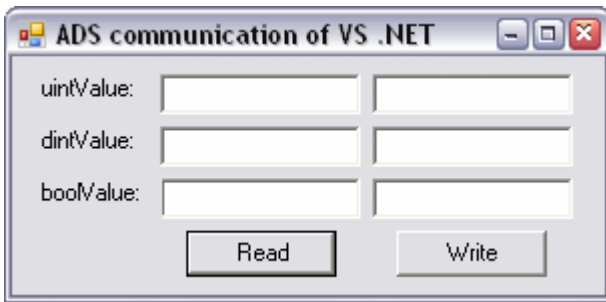 ADS communication of VS .NET
uintValue:
dintValue:
boolValue:
Read Write